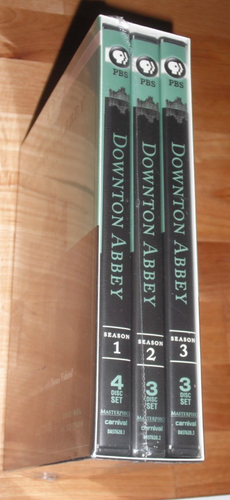 PBS
DOWNTON ABBEY
SEASON
1
4
DISC
SET
MASTERPIECE
carnival
PBS
DOWNTON ABBEY
SEASON
2
3
DISC
SET
MASTERPIECE
carnival
PBS
DOWNTON ABBEY
SEASON
3
3
DISC
SET
MASTERPIECE
carnival